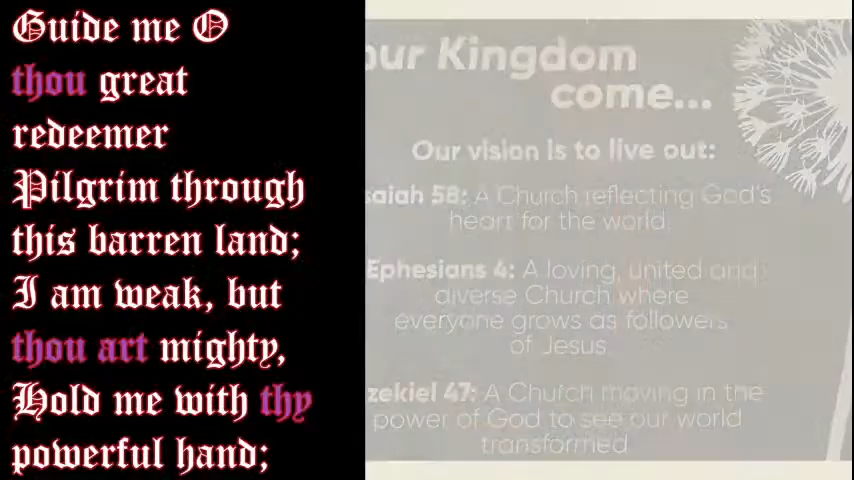 Guide me O
thou great
redeemer
Pilgrim through
this barren land;
I am weak, but
thou art mighty,
Hold me with thy
powerful hand;
our Kingdom
come...
Our vision is to live out:
saiah 58: A Church reflecting God's
heart for the world.
Ephesians 4: A loving, united and
diverse Church where
everyone grows as followers
of Jesus
zekiel 47: A Church moving in the
power of God to see our world
transformed